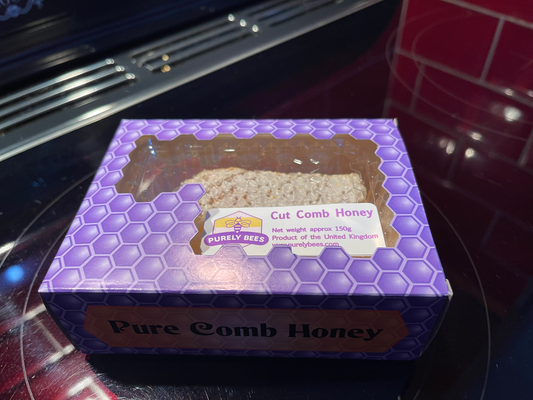 Cut Comb Honey
Net weight approx 150g
Product of the United Kingdom
www.purelybees.com
PURELY BEES
Pure Comb Honey